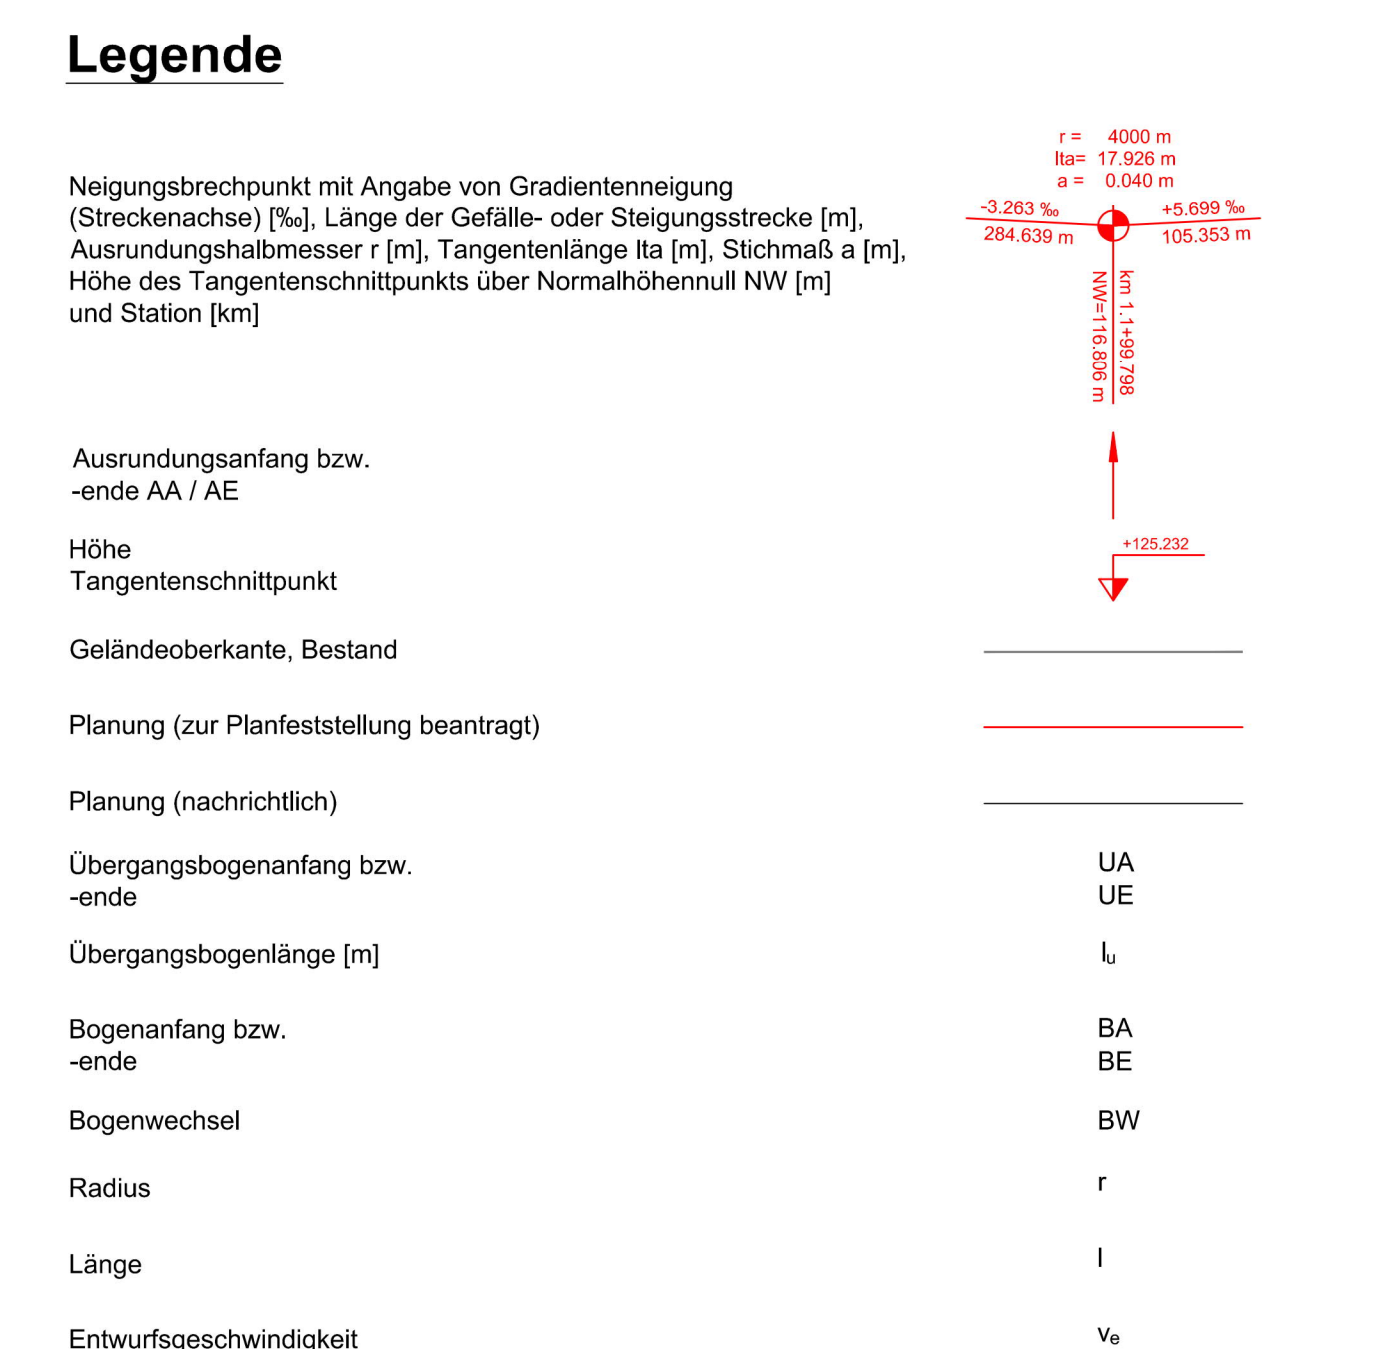 Legende
r = 4000 m
lta= 17.926 m
a = 0.040 m
Neigungsbrechpunkt mit Angabe von Gradientenneigung
(Streckenachse) [‰], Länge der Gefälle- oder Steigungsstrecke [m],
Ausrundungshalbmesser r [m], Tangentenlänge lta [m], Stichmaß a [m],
Höhe des Tangentenschnittpunkts über Normalhöhennull NW [m]
und Station [km]
-3.263 ‰
+5.699 ‰
284.639 m
105.353 m
km 1.1+99.798
NW=116.806 m
Ausrundungsanfang bzw.
-ende AA / AE
Höhe
Tangentenschnittpunkt
+125.232
Geländeoberkante, Bestand
Planung (zur Planfeststellung beantragt)
Planung (nachrichtlich)
Übergangsbogenanfang bzw.
-ende
UA
UE
Übergangsbogenlänge [m]
lu
Bogenanfang bzw.
-ende
BA
BE
Bogenwechsel
BW
Radius
r
Länge
l
Entwurfsgeschwindigkeit
ve